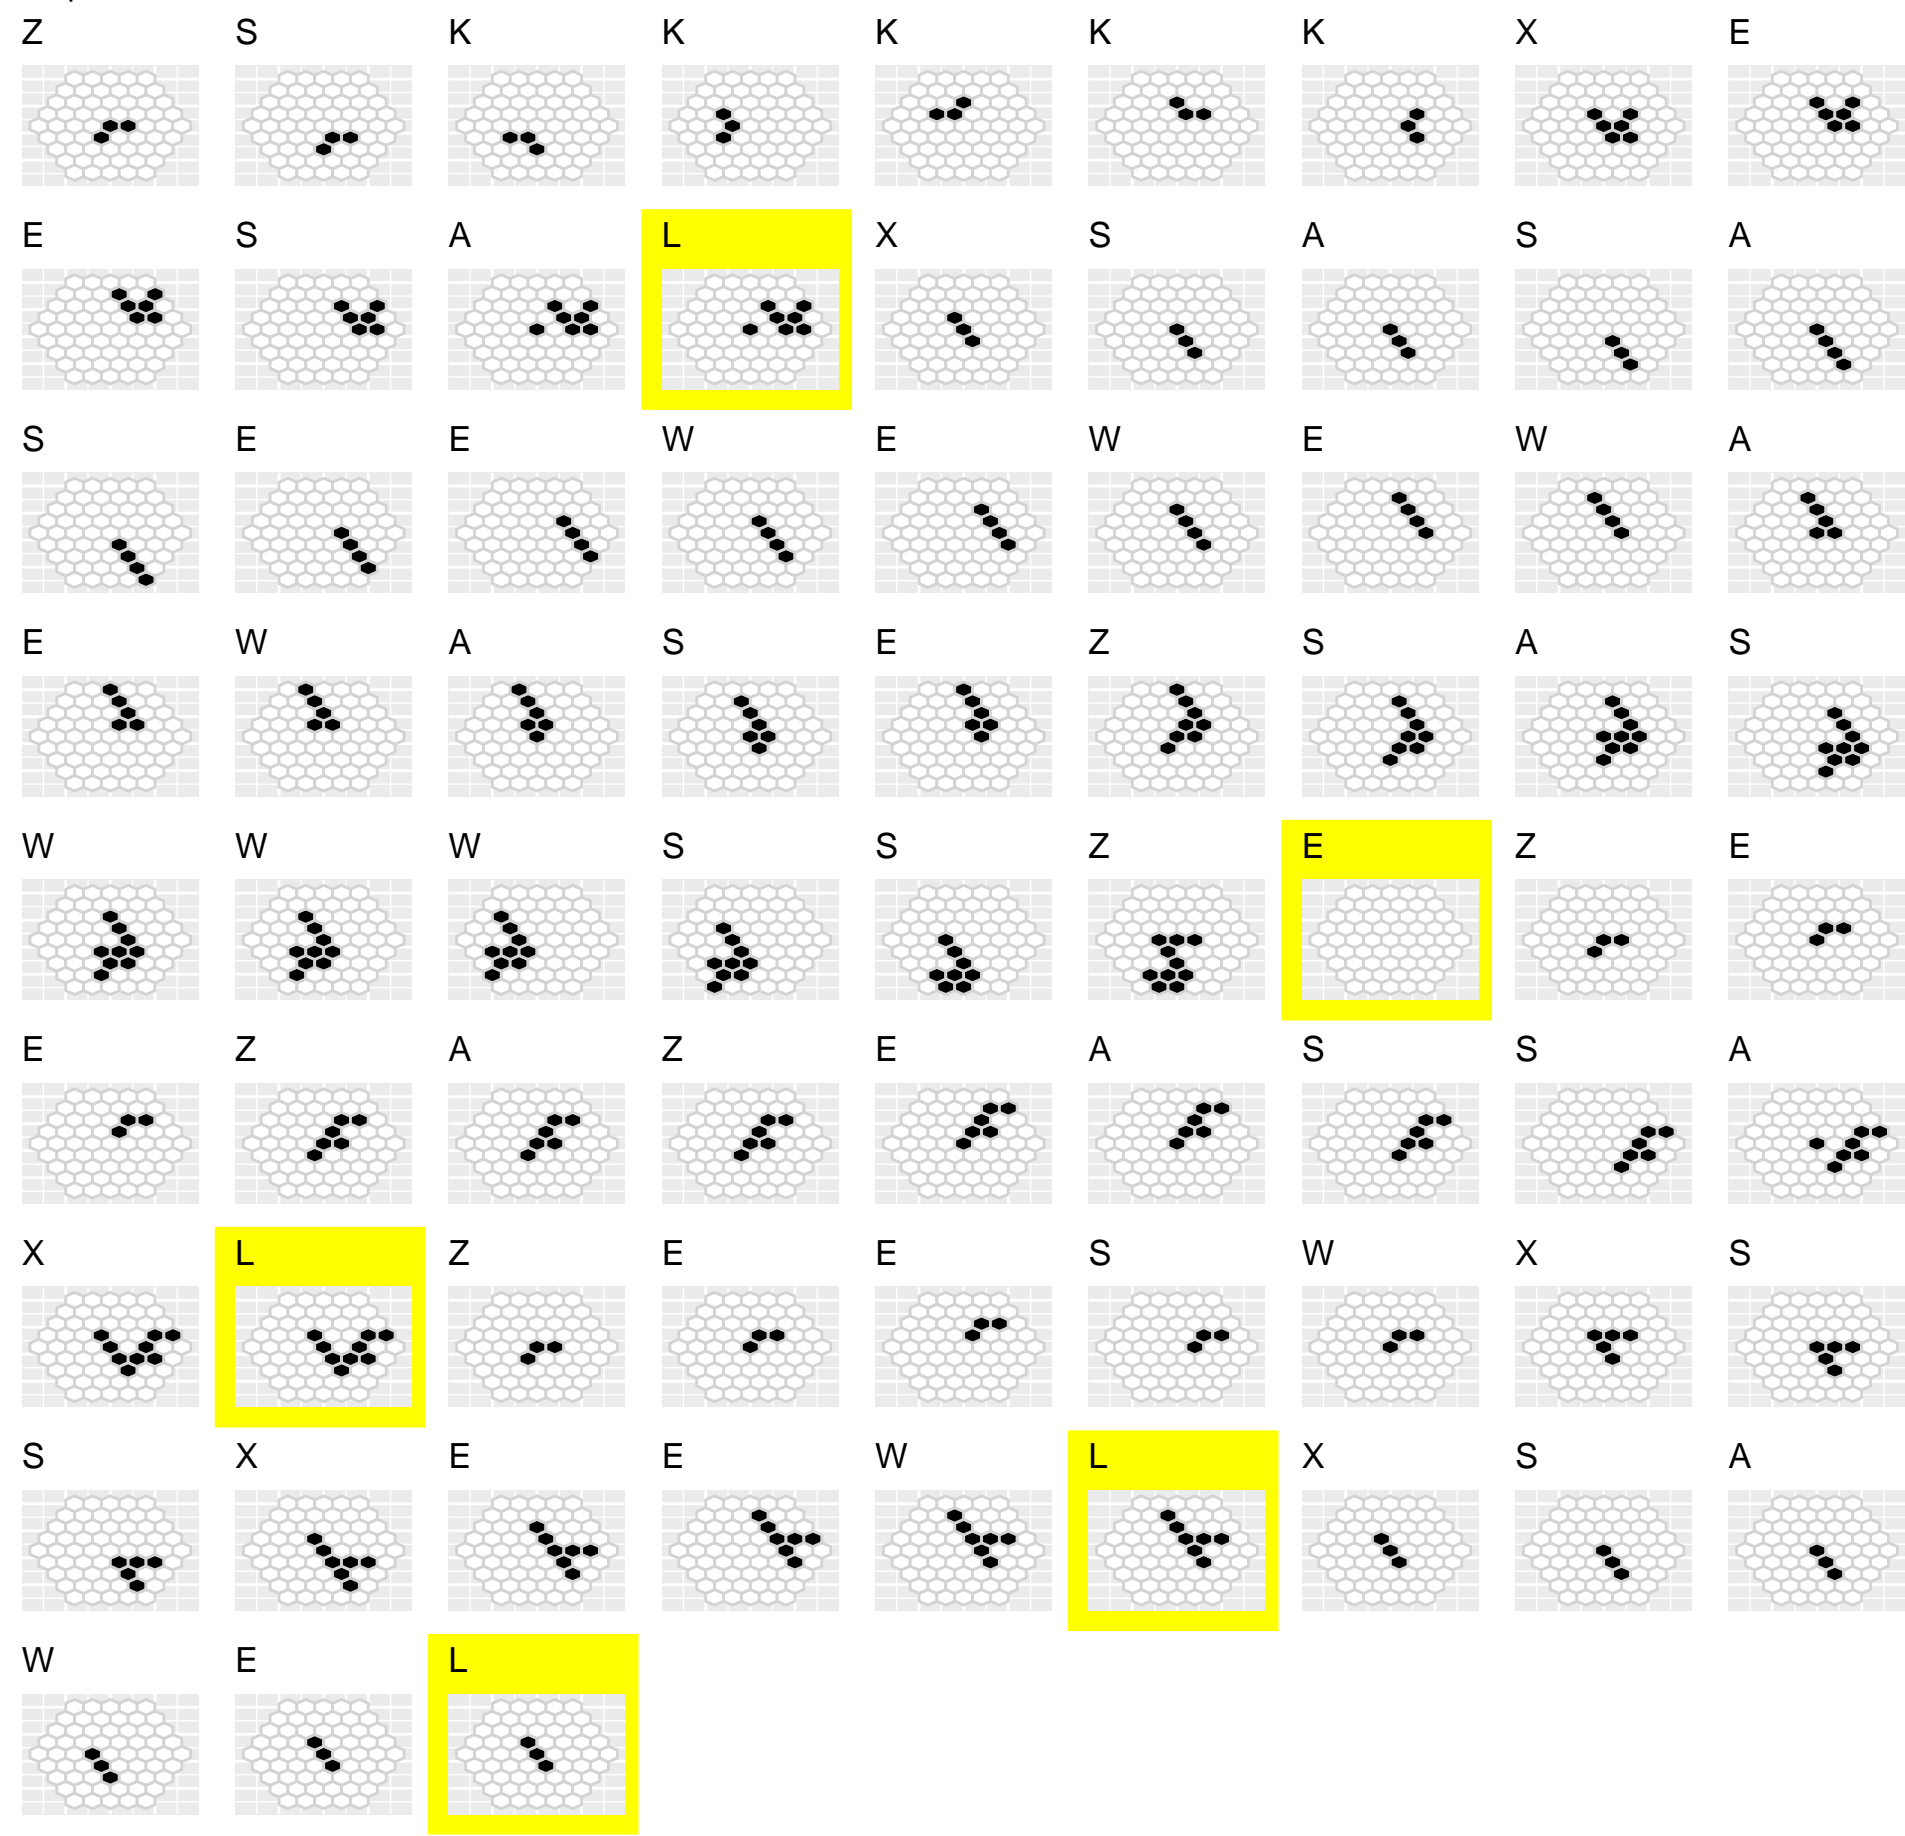 Z S K K K K K X E
E S A L X S A S A
S E E W E W E W A
E W A S E Z S A S
W W W S S Z E Z E
E Z A Z E A S S A
X L Z E E S W X S
S X E E W L X S A
W E L